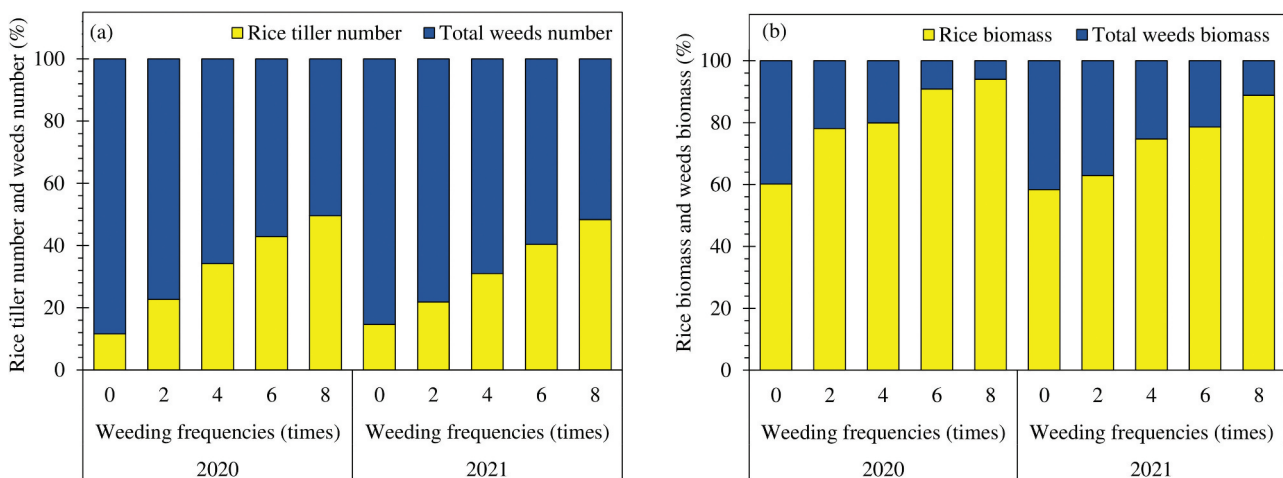 Rice tiller number and weeds number (%)
(a)
Rice tiller number
Total weeds number
100
80
60
40
20
0
0 2 4 6 8 0 2 4 6 8
Weeding frequencies (times) Weeding frequencies (times)
2020 2021
Rice biomass and weeds biomass (%)
(b)
Rice biomass
Total weeds biomass
100
80
60
40
20
0
0 2 4 6 8 0 2 4 6 8
Weeding frequencies (times) Weeding frequencies (times)
2020 2021